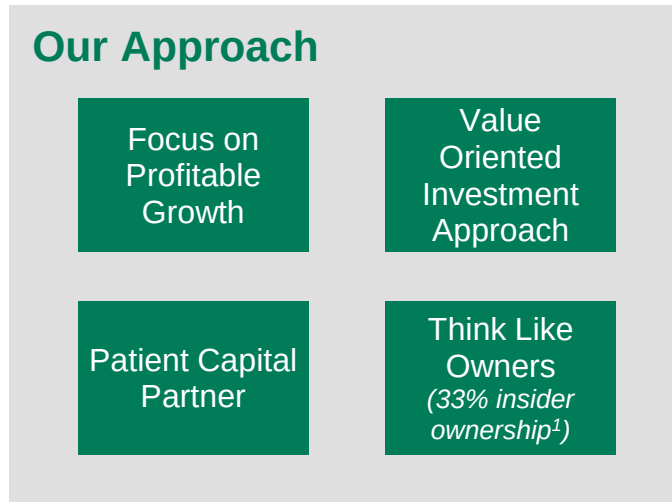 Our Approach
Focus on
Profitable
Growth
Value
Oriented
Investment
Approach
Patient Capital
Partner
Think Like
Owners
(33% insider
ownership¹)